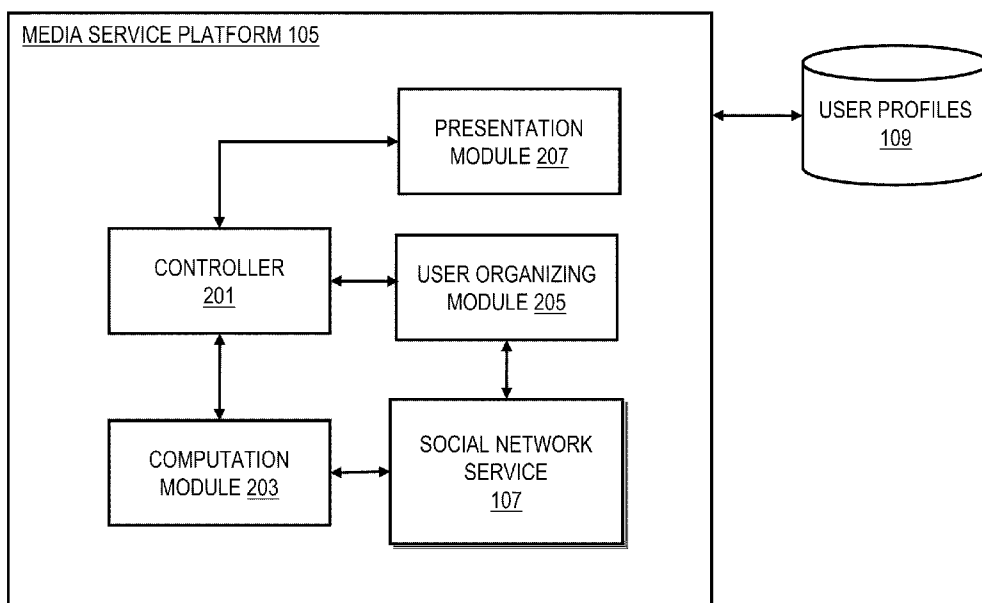 MEDIA SERVICE PLATFORM 105
PRESENTATION
MODULE 207
USER PROFILES
109
CONTROLLER
201
USER ORGANIZING
MODULE 205
COMPUTATION
MODULE 203
SOCIAL NETWORK
SERVICE
107